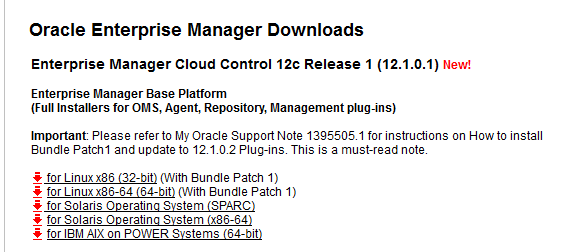 Oracle Enterprise Manager Downloads
Enterprise Manager Cloud Control 12c Release 1 (12.1.0.1) New!
Enterprise Manager Base Platform
(Full Installers for OMS, Agent, Repository, Management plug-ins)
Important: Please refer to My Oracle Support Note 1395505.1 for instructions on How to install
Bundle Patch1 and update to 12.1.0.2 Plug-ins. This is a must-read note.
for Linux x86 (32-bit) (With Bundle Patch 1)
for Linux x86-64 (64-bit) (With Bundle Patch 1)
for Solaris Operating System (SPARC)
for Solaris Operating System (x86-64)
for IBM AIX on POWER Systems (64-bit)